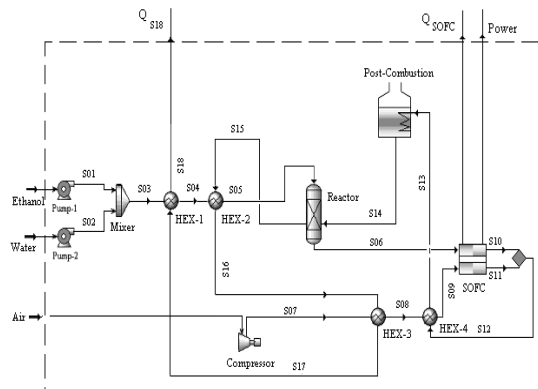 Q S18
Q SOFC
Power
Post-Combustion
S15
S13
S01
S18
S03
S04
S05
Reactor
S14
Ethanol
Pump-1
S02
Mixer
HEX-1
HEX-2
S06
S10
Water
Pump-2
S16
S09
S11
SOFC
Air
S07
S08
S12
HEX-3
HEX-4
Compressor
S17